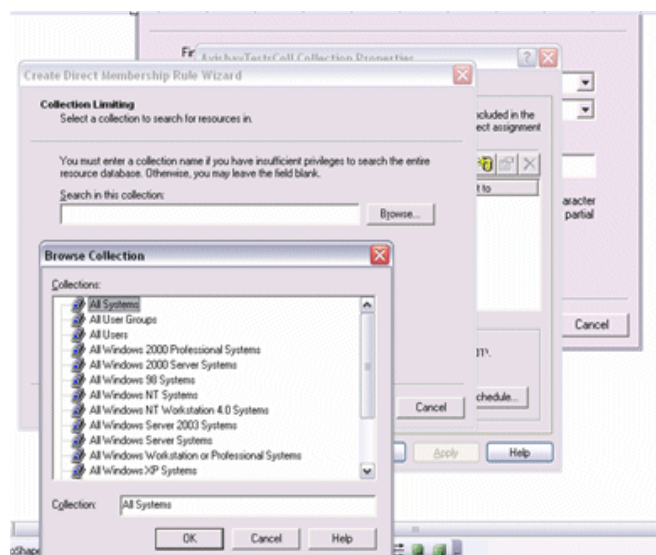 Fir
AvishayTestsColl Collection Properties
Create Direct Membership Rule Wizard
Collection Limiting
Select a collection to search for resources in.
ncluded in the
ect assignment
You must enter a collection name if you have insufficient privileges to search the entire
resource database. Otherwise, you may leave the field blank.
Search in this collection:
Browse...
t to
aracter
partial
Browse Collection
Collections:
All Systems
All User Groups
All Users
All Windows 2000 Professional Systems
All Windows 2000 Server Systems
All Windows 98 Systems
All Windows NT Systems
All Windows NT Workstation 4.0 Systems
All Windows Server 2003 Systems
All Windows Server Systems
All Windows Workstation or Professional Systems
All Windows XP Systems
Cancel
Cancel
chedule...
Apply
Help
Collection:
All Systems
OK
Cancel
Help
oShape